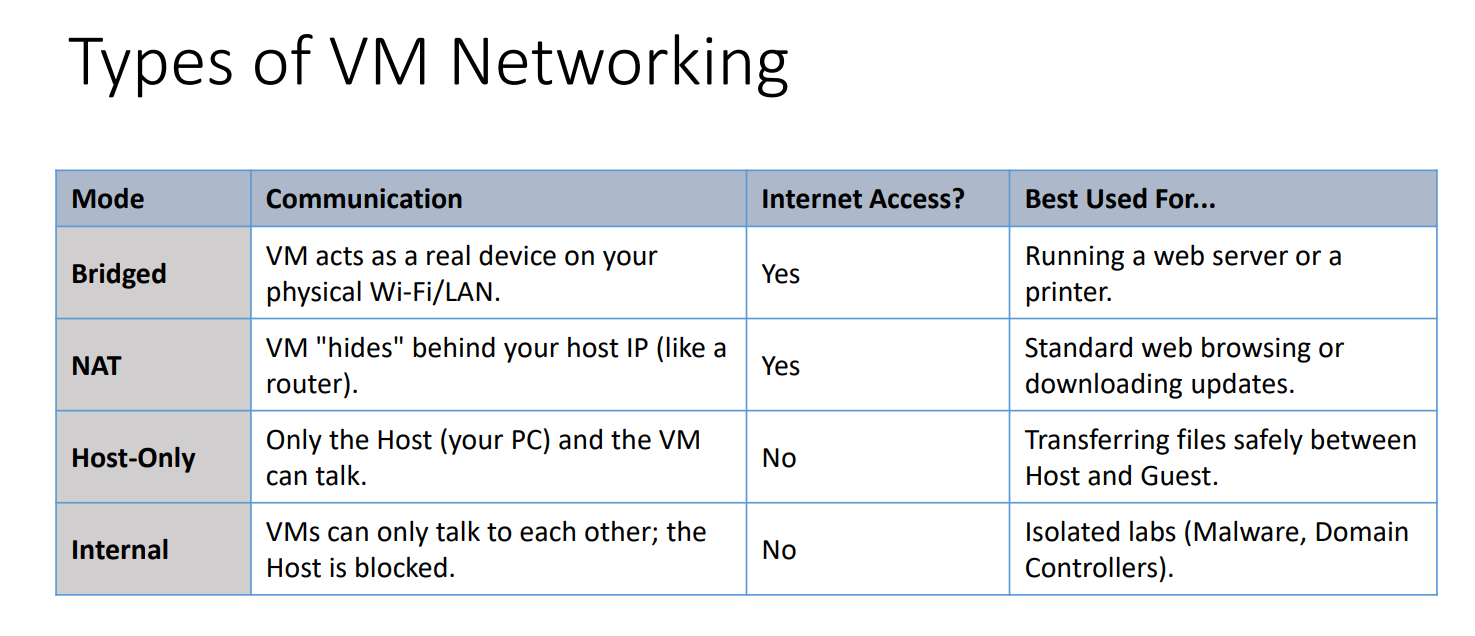 Types of VM Networking
Mode Communication Internet Access? Best Used For...
Bridged
VM acts as a real device on your
physical Wi-Fi/LAN.
Yes
Running a web server or a
printer.
NAT
VM "hides" behind your host IP (like a
router).
Yes
Standard web browsing or
downloading updates.
Host-Only
Only the Host (your PC) and the VM
can talk.
No
Transferring files safely between
Host and Guest.
Internal
VMs can only talk to each other; the
Host is blocked.
No
Isolated labs (Malware, Domain
Controllers).